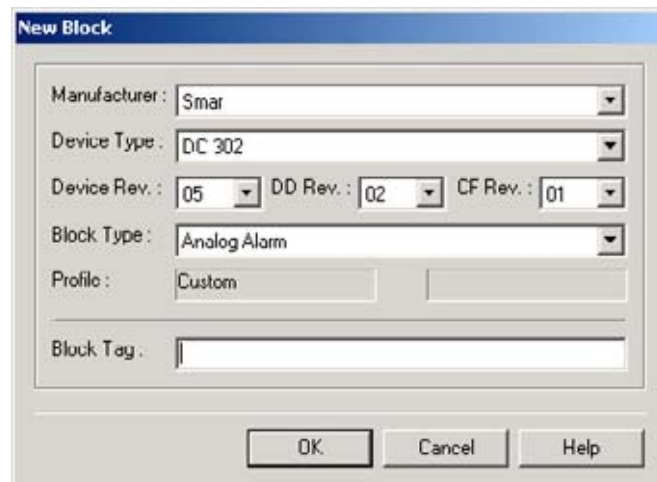 New Block
Manufacturer : Smar
Device Type : DC 302
Device Rev. : 05 DD Rev. : 02 CF Rev. : 01
Block Type : Analog Alarm
Profile : Custom
Block Tag :
OK Cancel Help